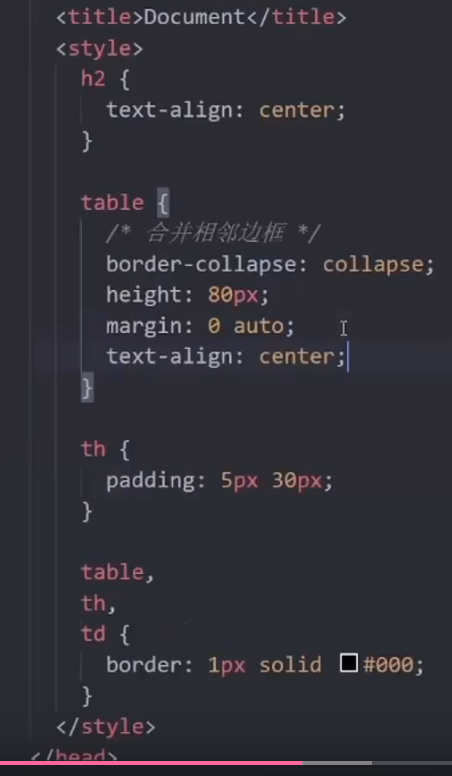 <title>Document</title>
<style>
h2 {
text-align: center;
}
table {
/* 合并相邻边框 */
border-collapse: collapse;
height: 80px;
margin: 0 auto;
text-align: center;
}
th {
padding: 5px 30px;
}
table,
th,
td {
border: 1px solid #000;
}
</style>
</head>